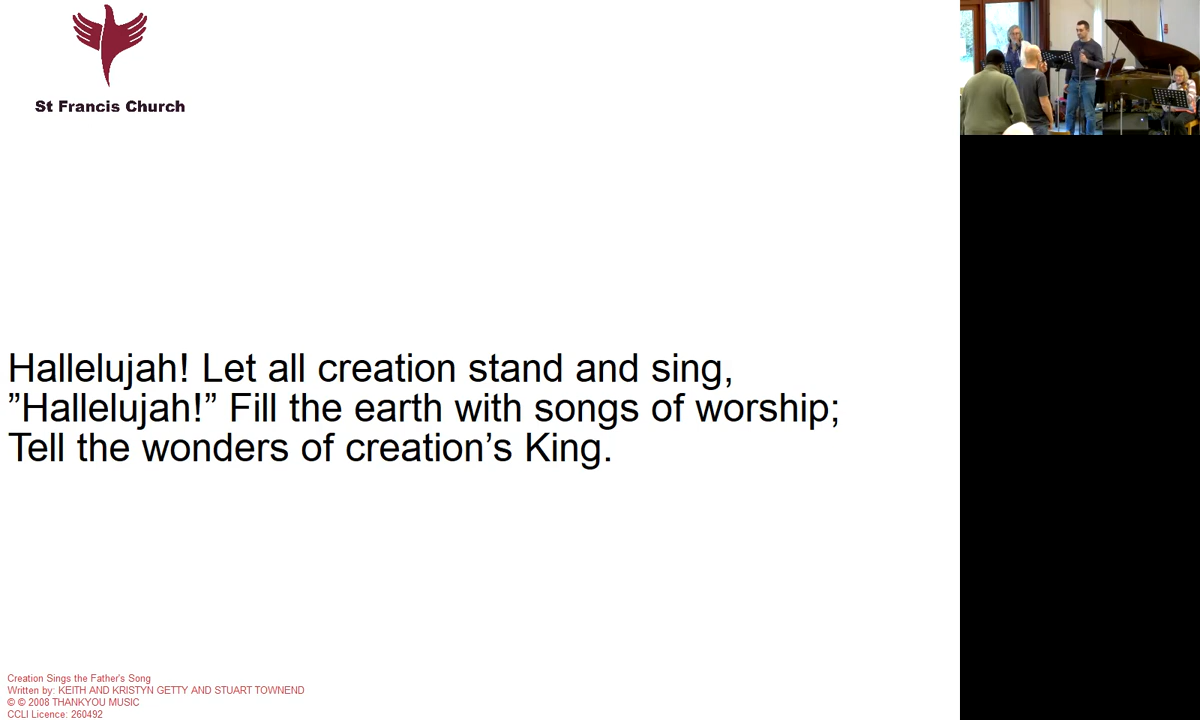 St Francis Church
Hallelujah! Let all creation stand and sing,
”Hallelujah!” Fill the earth with songs of worship;
Tell the wonders of creation’s King.
Creation Sings the Father's Song
Written by: KEITH AND KRISTYN GETTY AND STUART TOWNEND
© © 2008 THANKYOU MUSIC
CCLI Licence: 260492